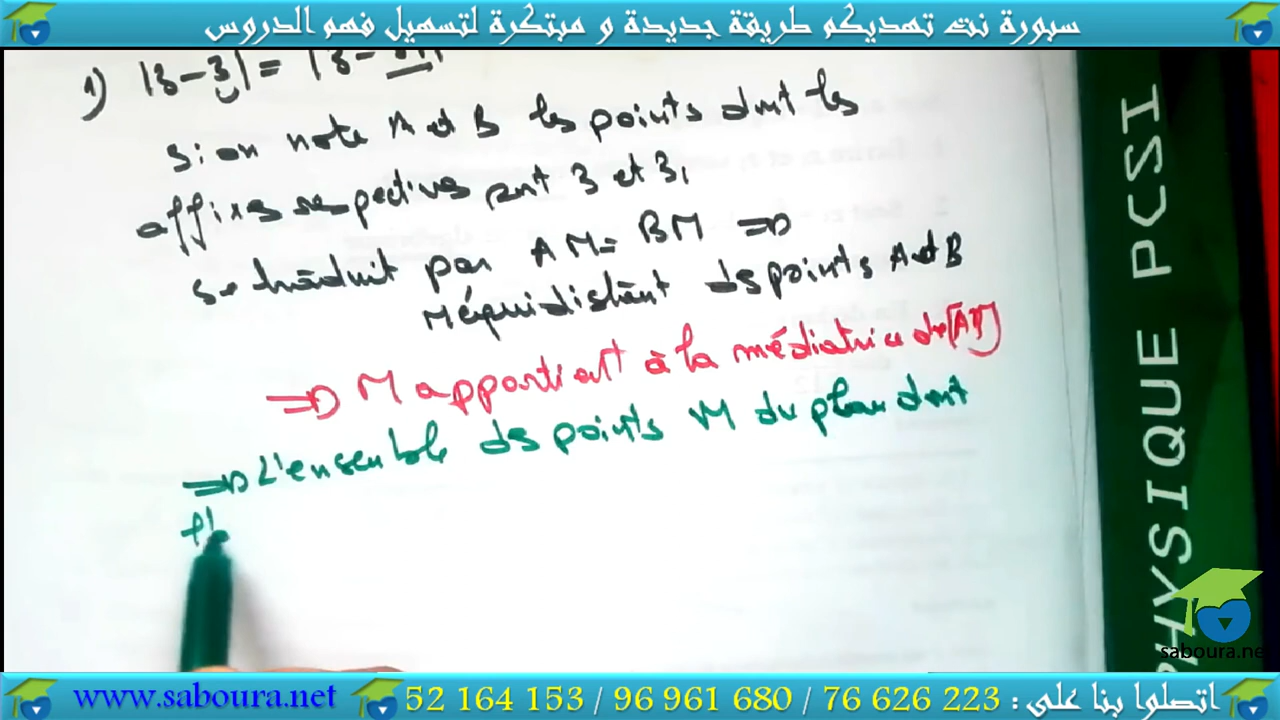 سبورة نت تهديكم طريقة جديدة و مبتكرة لتسهيل فهم الدروس
1) |z-3| = |z-
Si on note A et B les points dont les
affixes respectives sont 3 et 3i
se traduit par AM = BM =>
M équidistant des points A et B
=> M appartient à la médiatrice de [AB]
=> L'ensemble des points M du plan dont
l'
PHYSIQUE PCSI
saboura.ne
www.saboura.net
52 164 153 / 96 961 680 / 76 626 223 : اتصلوا بنا على